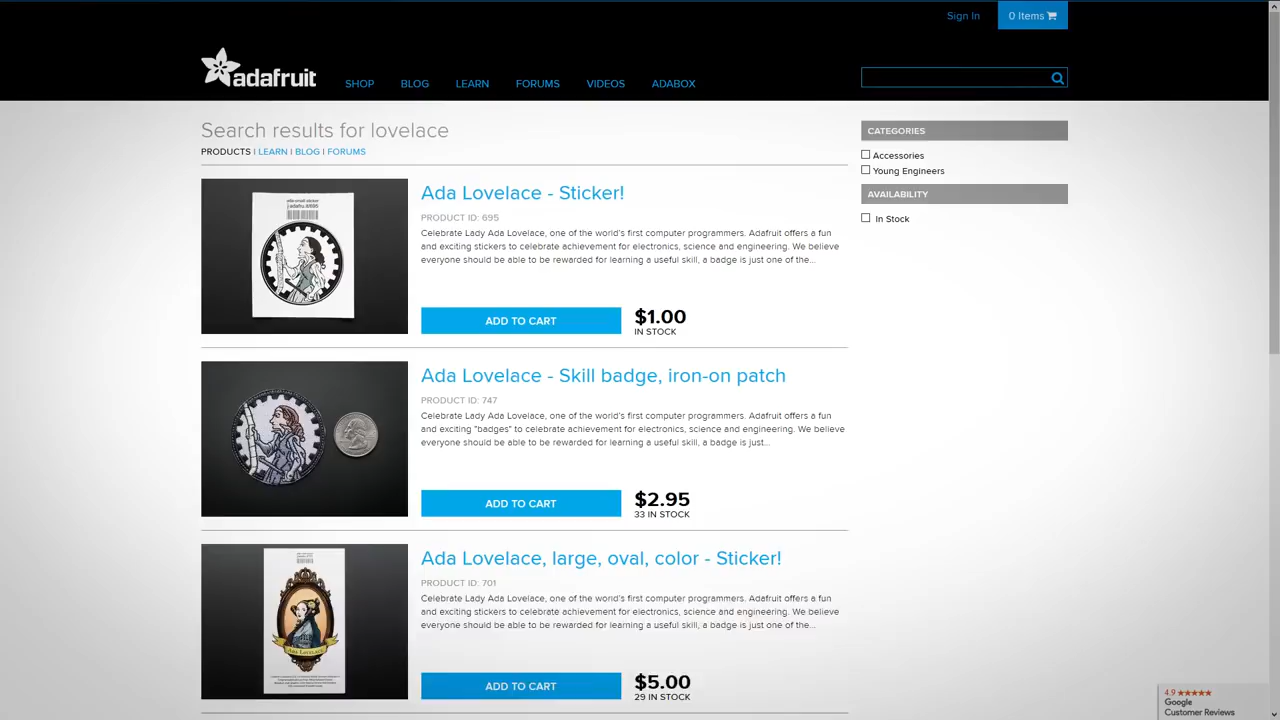 Sign In
0 Items
adafruit
SHOP BLOG LEARN FORUMS VIDEOS ADABOX
Search results for lovelace
PRODUCTS | LEARN | BLOG | FORUMS
Ada Lovelace - Sticker!
PRODUCT ID: 695
Celebrate Lady Ada Lovelace, one of the world's first computer programmers. Adafruit offers a fun
and exciting stickers to celebrate achievement for electronics, science and engineering. We believe
everyone should be able to be rewarded for learning a useful skill, a badge is just one of the...
ADD TO CART
$1.00
IN STOCK
Ada Lovelace - Skill badge, iron-on patch
PRODUCT ID: 747
Celebrate Lady Ada Lovelace, one of the world's first computer programmers. Adafruit offers a fun
and exciting "badges" to celebrate achievement for electronics, science and engineering. We believe
everyone should be able to be rewarded for learning a useful skill, a badge is just...
ADD TO CART
$2.95
33 IN STOCK
ADA LOVELACE
Ada Lovelace, large, oval, color - Sticker!
PRODUCT ID: 701
Celebrate Lady Ada Lovelace, one of the world's first computer programmers. Adafruit offers a fun
and exciting stickers to celebrate achievement for electronics, science and engineering. We believe
everyone should be able to be rewarded for learning a useful skill, a badge is just one of the...
ADD TO CART
$5.00
29 IN STOCK
CATEGORIES
Accessories
Young Engineers
AVAILABILITY
In Stock
4.9
Google
Customer Reviews